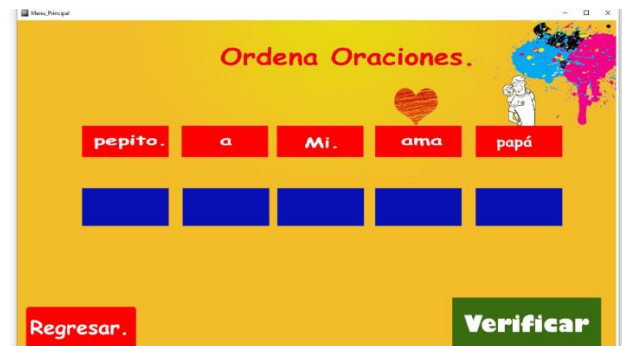 Menu_Principal
Ordena Oraciones.
pepito. a Mi. ama papá
Regresar. Verificar